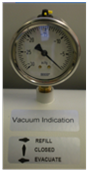 Vacuum Indication
REFILL
CLOSED
EVACUATE